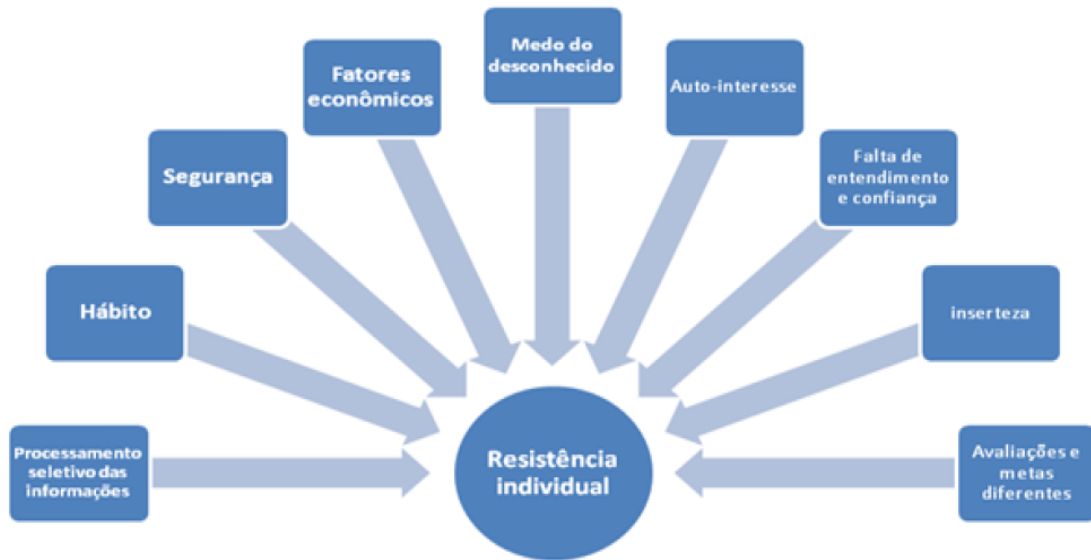 Medo do
desconhecido
Fatores
econômicos
Auto-interesse
Segurança
Falta de
entendimento
e confiança
Hábito
inserteza
Processamento
seletivo das
informações
Resistência
individual
Avaliações e
metas
diferentes